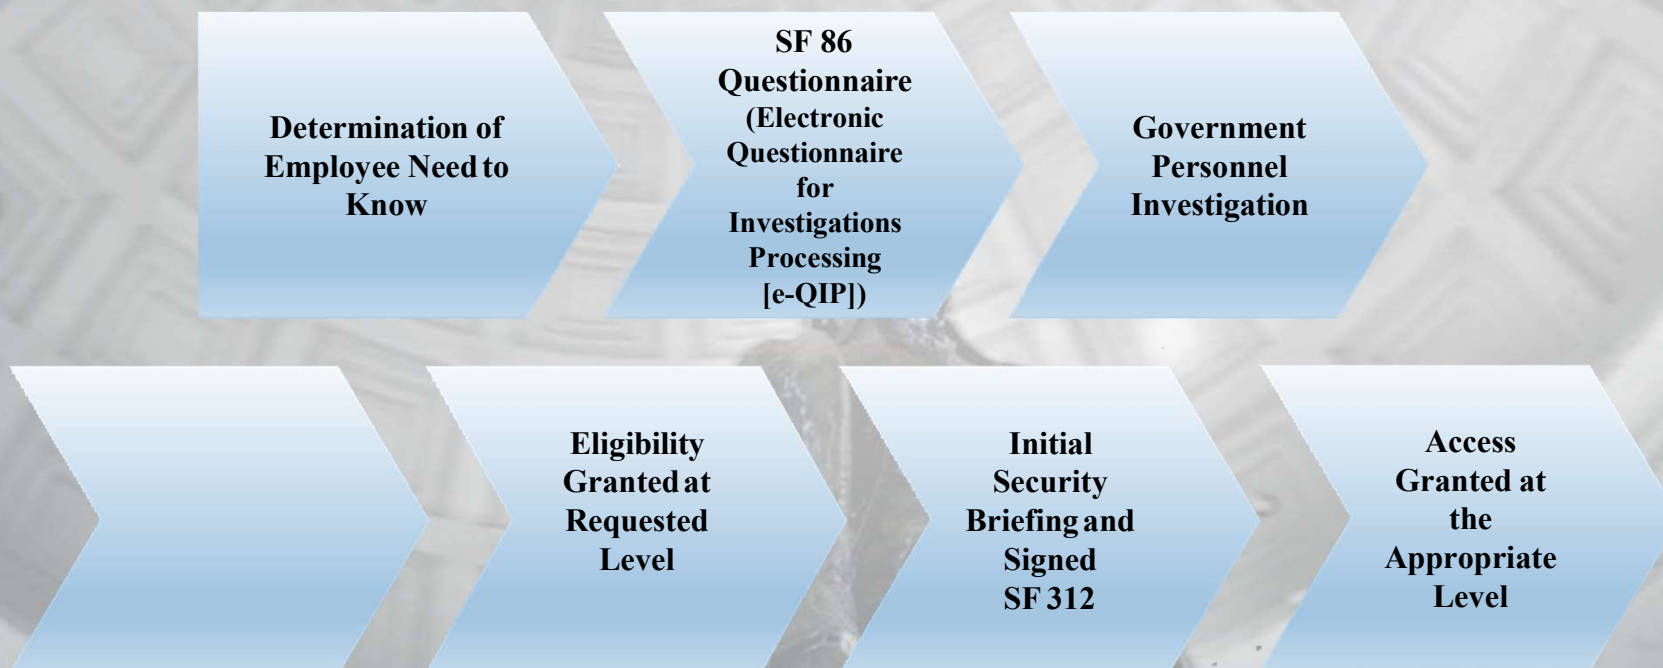 Determination of
Employee Need to
Know
SF 86
Questionnaire
(Electronic
Questionnaire
for
Investigations
Processing
[e-QIP])
Government
Personnel
Investigation
Eligibility
Granted at
Requested
Level
Initial
Security
Briefing and
Signed
SF 312
Access
Granted at
the
Appropriate
Level